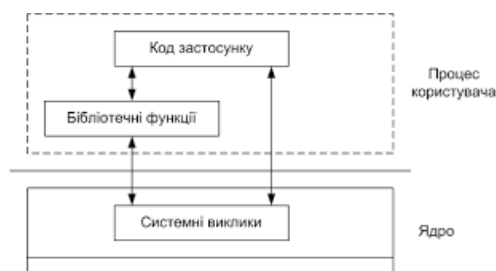 Код застосунку
Процес
користувача
Бібліотечні функції
Системні виклики
Ядро